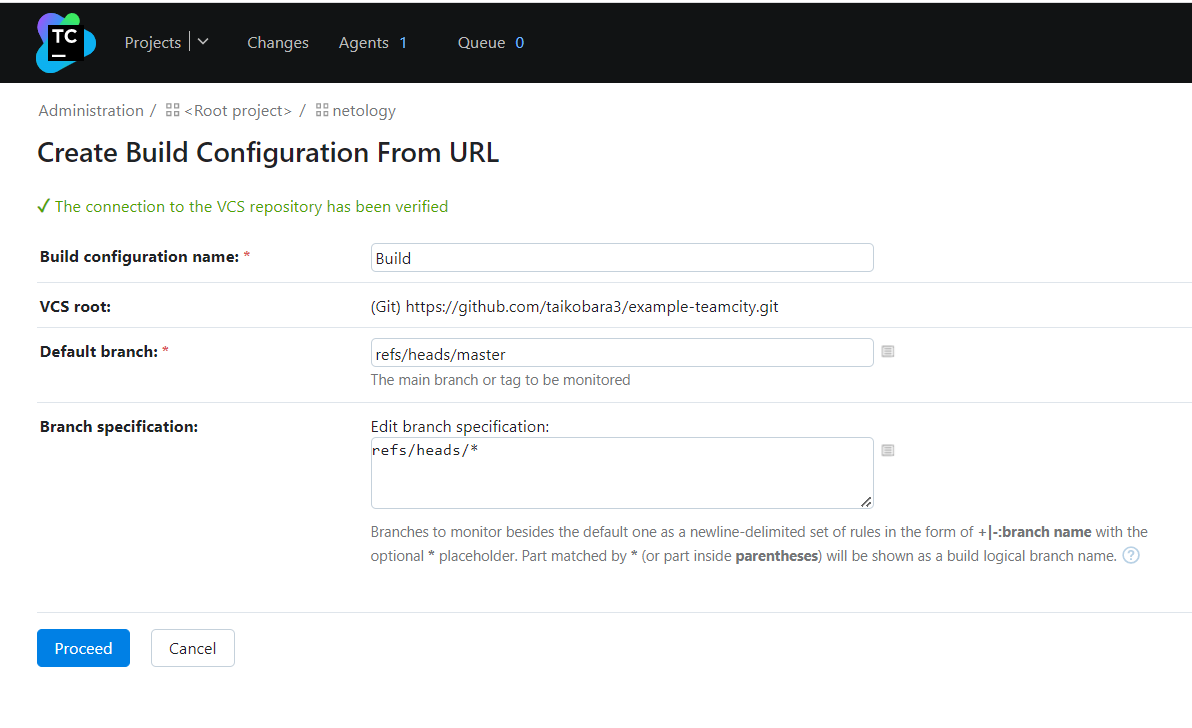 TC
Projects Changes Agents 1 Queue 0
Administration / <Root project> / netology
Create Build Configuration From URL
The connection to the VCS repository has been verified
Build configuration name: * Build
VCS root: (Git) https://github.com/taikobara3/example-teamcity.git
Default branch: * refs/heads/master
The main branch or tag to be monitored
Branch specification: Edit branch specification:
refs/heads/*
Branches to monitor besides the default one as a newline-delimited set of rules in the form of +|-:branch name with the
optional * placeholder. Part matched by * (or part inside parentheses) will be shown as a build logical branch name. ?
Proceed Cancel